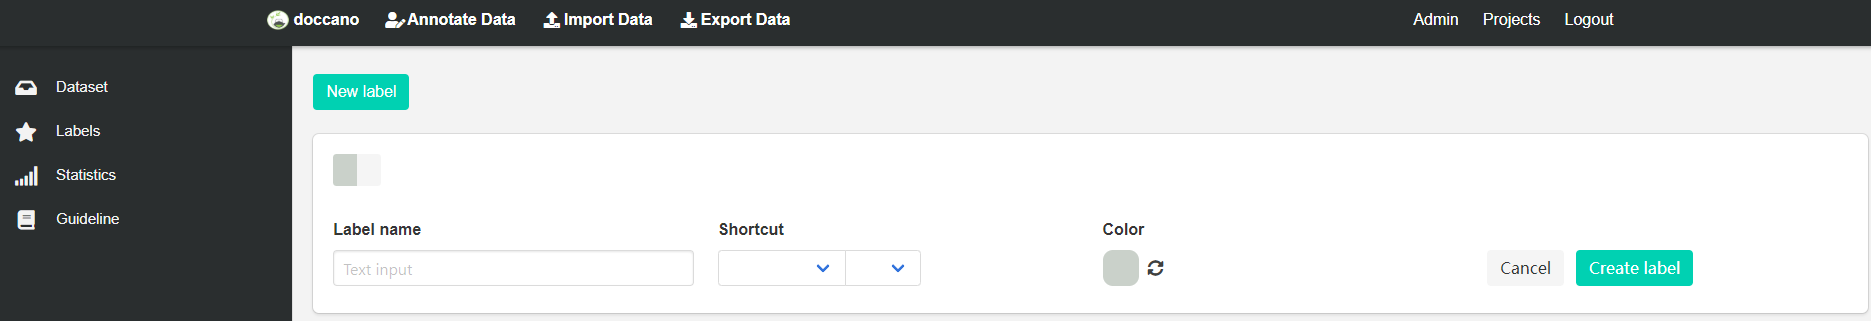 doccano Annotate Data Import Data Export Data Admin Projects Logout
Dataset
Labels
Statistics
Guideline
New label
Label name Shortcut Color
Text input Cancel Create label